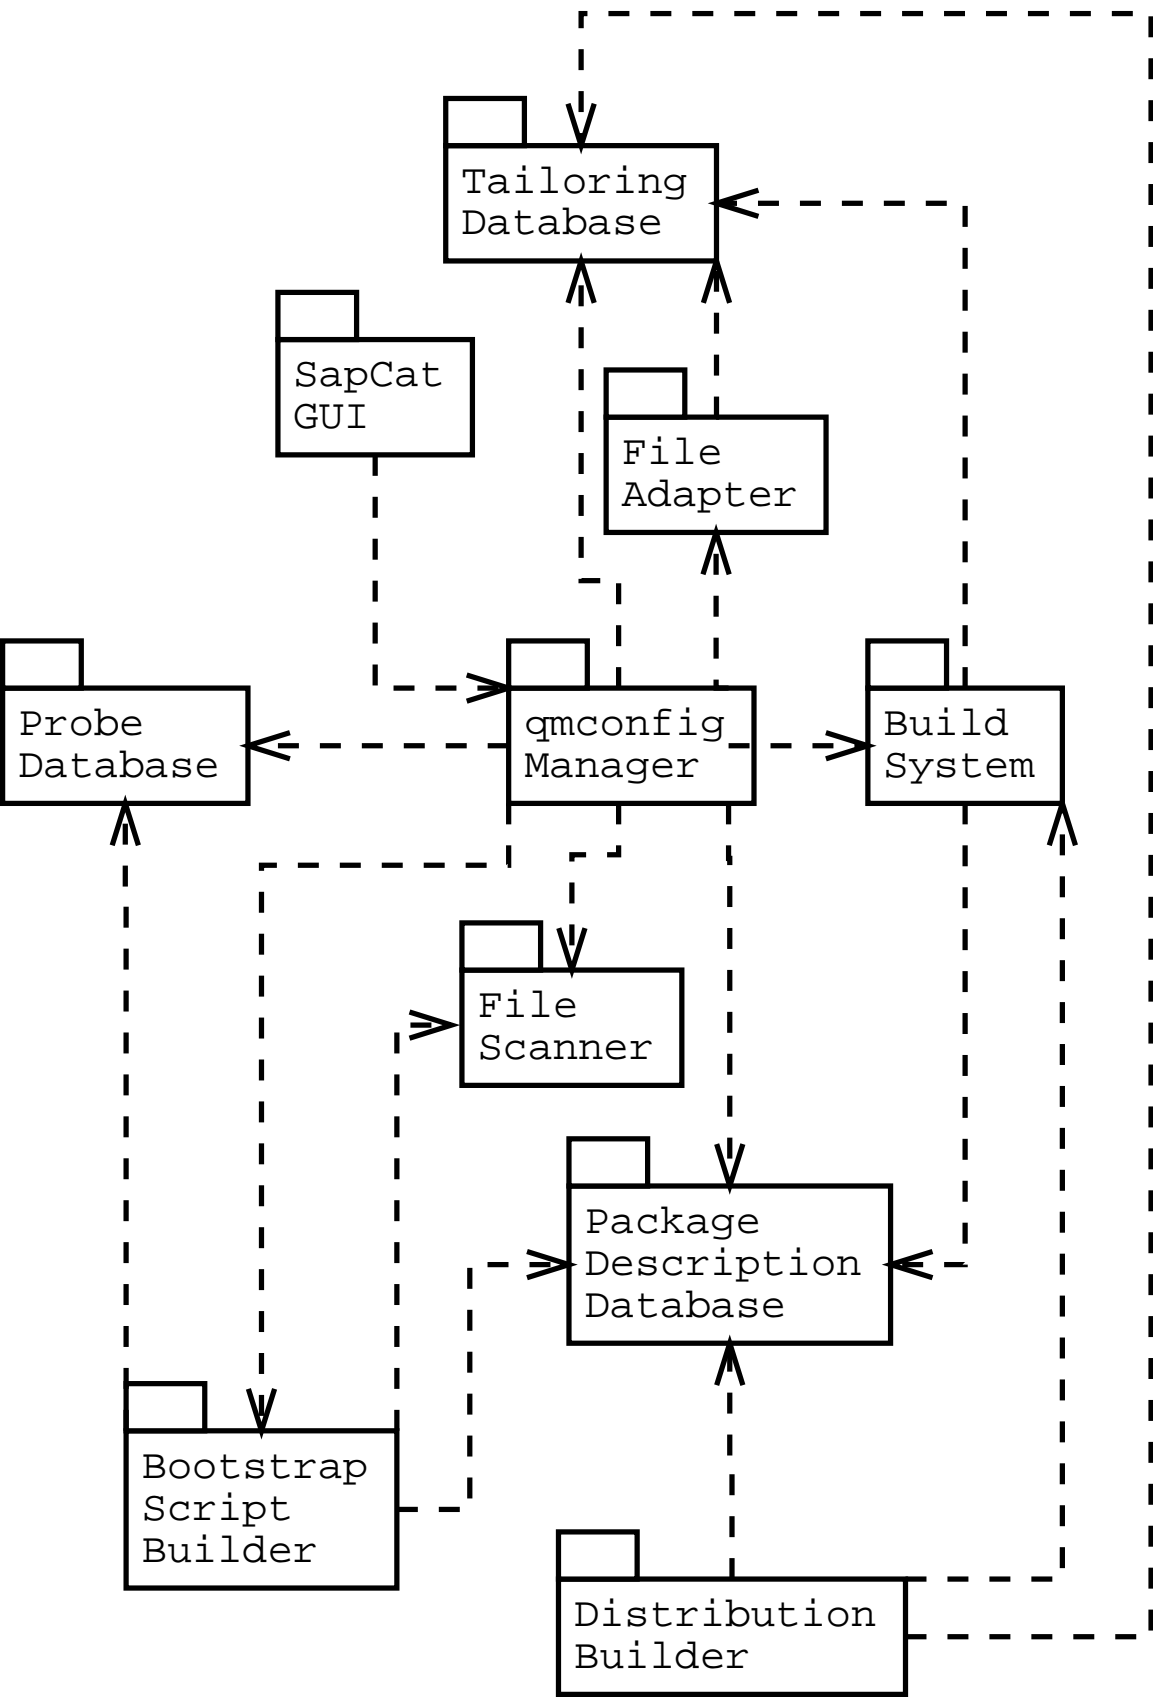 Tailoring
Database
SapCat
GUI
File
Adapter
Probe
Database
qmconfig
Manager
Build
System
File
Scanner
Package
Description
Database
Bootstrap
Script
Builder
Distribution
Builder